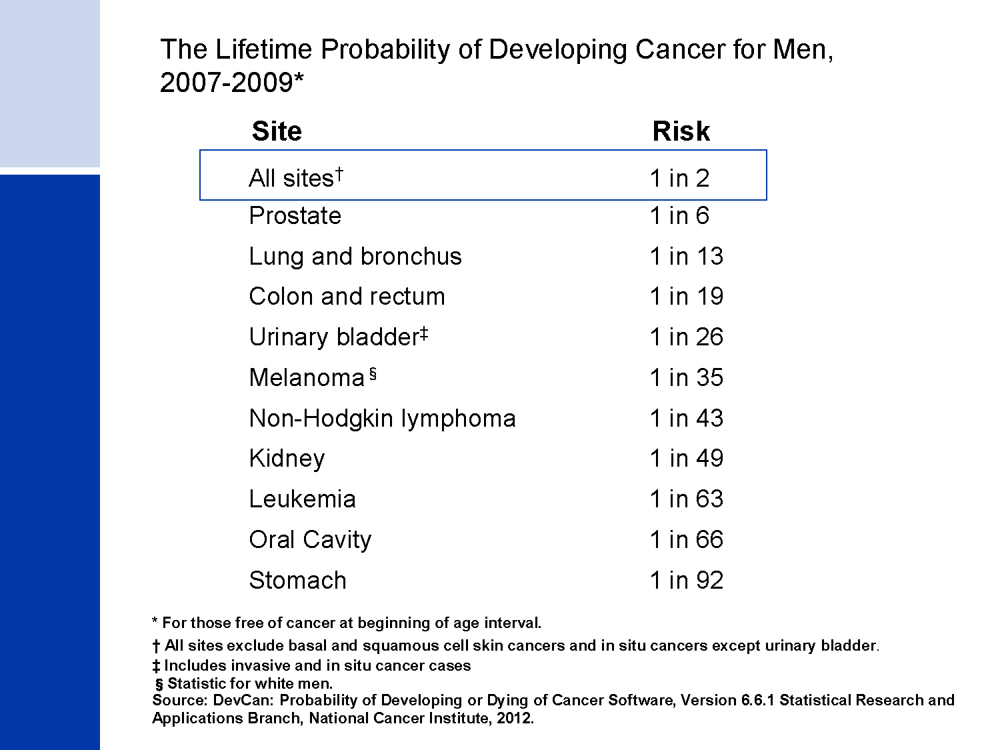 The Lifetime Probability of Developing Cancer for Men,
2007-2009*
Site Risk
All sites† 1 in 2
Prostate 1 in 6
Lung and bronchus 1 in 13
Colon and rectum 1 in 19
Urinary bladder‡ 1 in 26
Melanoma § 1 in 35
Non-Hodgkin lymphoma 1 in 43
Kidney 1 in 49
Leukemia 1 in 63
Oral Cavity 1 in 66
Stomach 1 in 92
* For those free of cancer at beginning of age interval.
† All sites exclude basal and squamous cell skin cancers and in situ cancers except urinary bladder.
‡ Includes invasive and in situ cancer cases
§ Statistic for white men.
Source: DevCan: Probability of Developing or Dying of Cancer Software, Version 6.6.1 Statistical Research and
Applications Branch, National Cancer Institute, 2012.